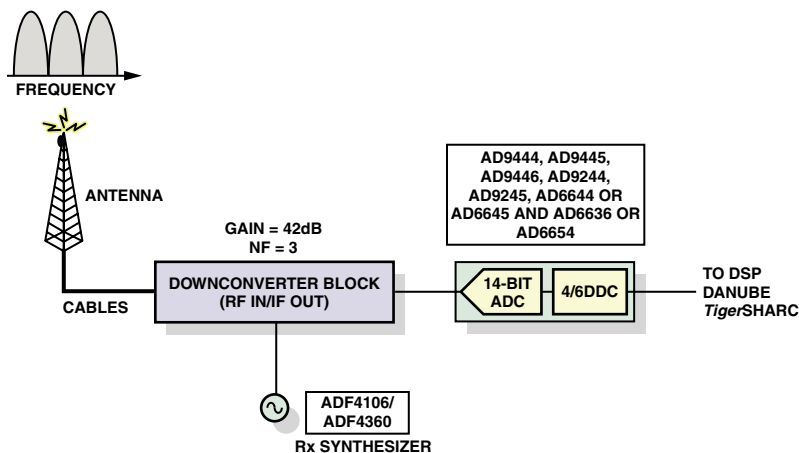 FREQUENCY
ANTENNA
CABLES
GAIN = 42dB
NF = 3
DOWNCONVERTER BLOCK
(RF IN/IF OUT)
AD9444, AD9445,
AD9446, AD9244,
AD9245, AD6644 OR
AD6645 AND AD6636 OR
AD6654
14-BIT
ADC
4/6DDC
TO DSP
DANUBE
TigerSHARC
ADF4106/
ADF4360
Rx SYNTHESIZER